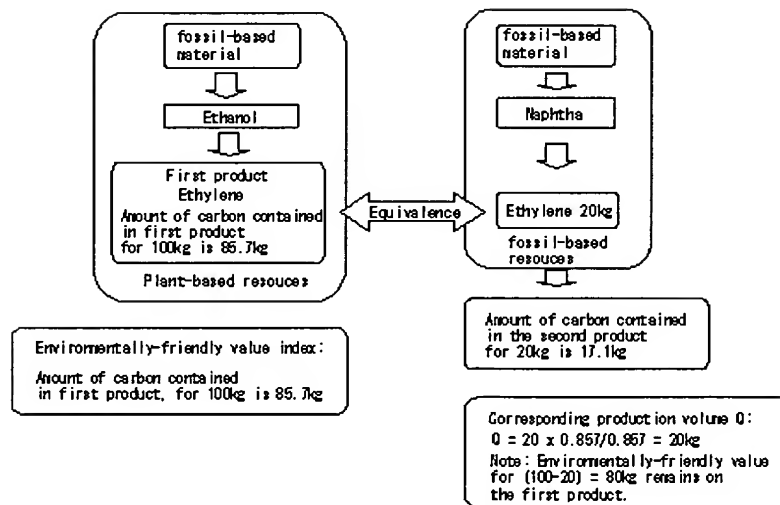 fossil-based
material
Ethanol
First product
Ethylene
Amount of carbon contained
in first product
for 100kg is 85.7kg
Plant-based resouces
Equivalence
fossil-based
material
Naphtha
Ethylene 20kg
fossil-based
resouces
Amount of carbon contained
in the second product
for 20kg is 17.1kg
Environmentally-friendly value index:
Amount of carbon contained
in first product, for 100kg is 85.7kg
Corresponding production volume Q:
Q = 20 x 0.857/0.857 = 20kg
Note: Environmentally-friendly value
for (100-20) = 80kg remains on
the first product.